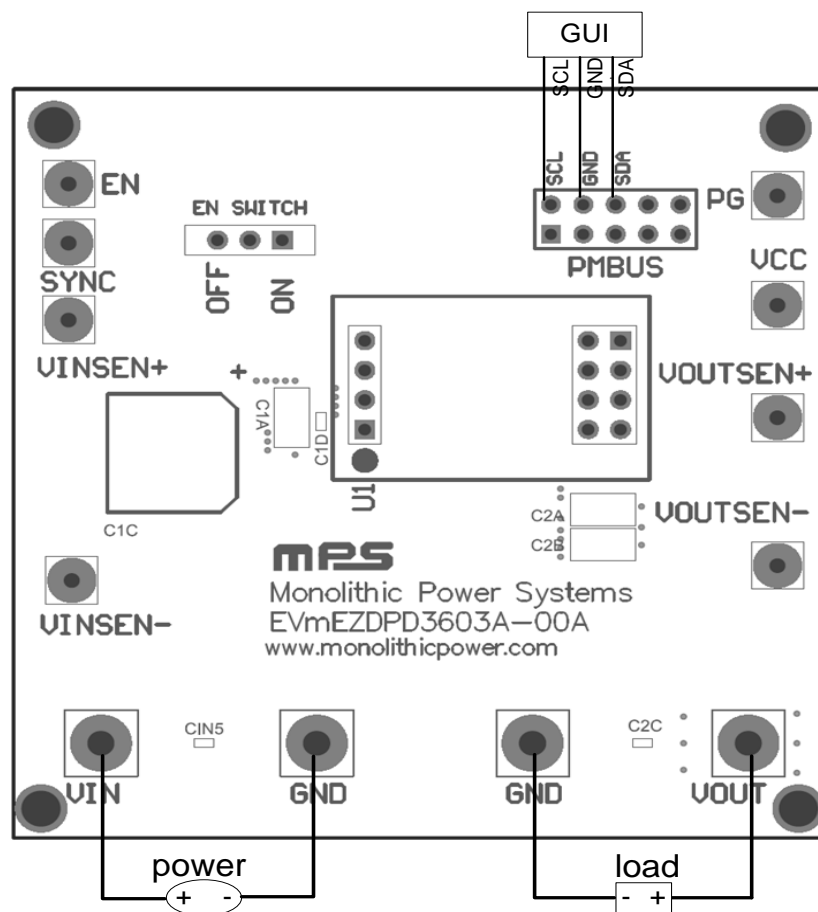 GUI
SCL
GND
SDA
SCL
GND
SDA
EN
EN SWITCH
PG
SYNC
OFF
ON
PMBUS
VCC
VINSEN+
+
VOUTSEN+
C1A
C1D
U1
C1C
C2A
VOUTSEN-
C2B
mps
Monolithic Power Systems
EVmEZDPD3603A-00A
www.monolithicpower.com
VINSEN-
CIN5
C2C
VIN
GND
GND
VOUT
power
load
+ -
- +